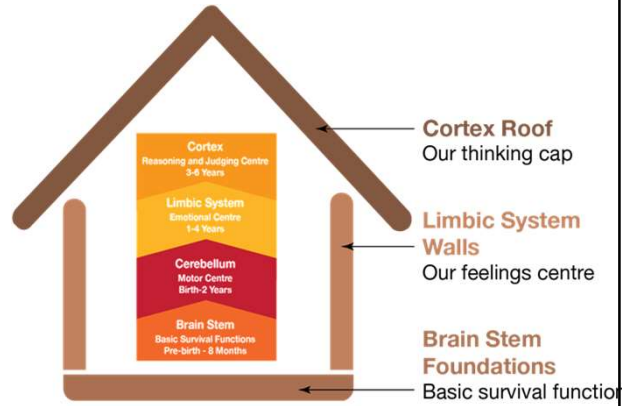 Cortex
Reasoning and Judging Centre
3-6 Years
Limbic System
Emotional Centre
1-4 Years
Cerebellum
Motor Centre
Birth-2 Years
Brain Stem
Basic Survival Functions
Pre-birth - 8 Months
Cortex Roof
Our thinking cap
Limbic System
Walls
Our feelings centre
Brain Stem
Foundations
Basic survival function